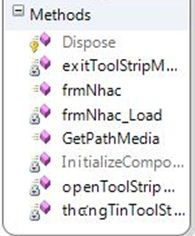 Methods
Dispose
exitToolStripM...
frmNhac
frmNhac_Load
GetPathMedia
InitializeCompo...
openToolStrip ...
thôngTinToolSt...